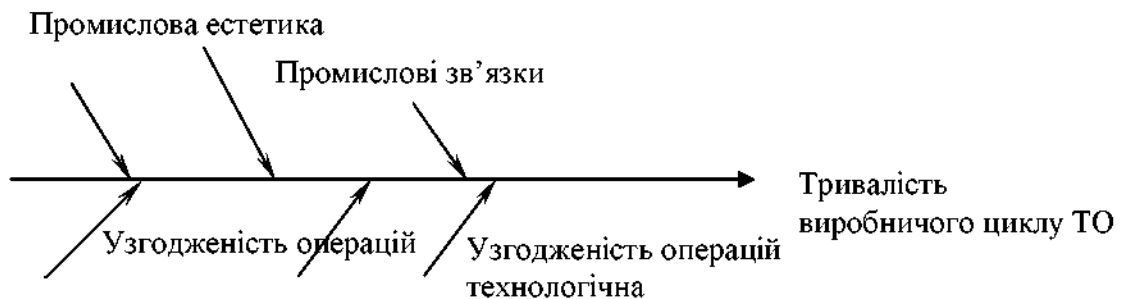 Промислова естетика
Промислові зв’язки
Тривалість
виробничого циклу ТО
Узгодженість операцій
Узгодженість операцій
технологічна